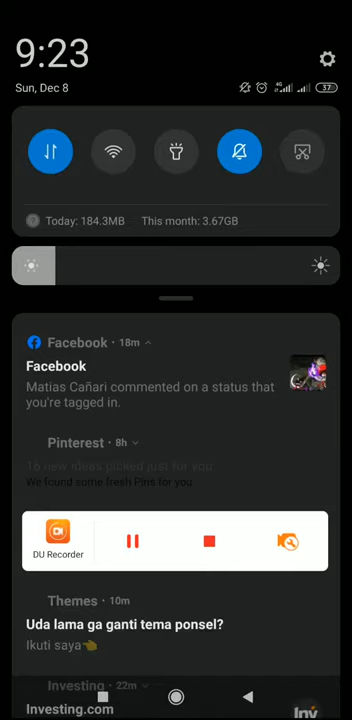 9:23
Sun, Dec 8
4G
37
Today: 184.3MB This month: 3.67GB
Facebook · 18m
Facebook
Matias Cañari commented on a status that
you're tagged in.
Pinterest · 8h
16 new ideas picked just for you
We found some fresh Pins for you
DU Recorder
Themes · 10m
Uda lama ga ganti tema ponsel?
Ikuti saya👈
Investing · 22m
Investing.com
Inv